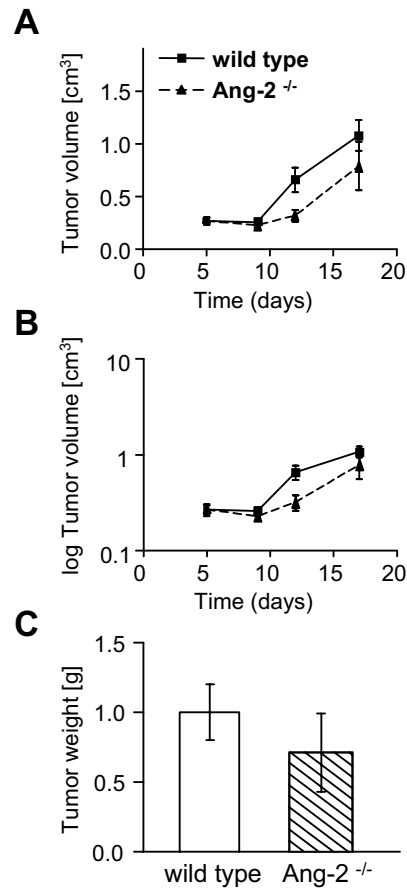 A
wild type
Ang-2 -/-
Tumor volume [cm3]
1.5
1.0
0.5
0.0
0 5 10 15 20
Time (days)
B
log Tumor volume [cm3]
10
1
0.1
0 5 10 15 20
Time (days)
C
Tumor weight [g]
1.5
1.0
0.5
0.0
wild type Ang-2 -/-